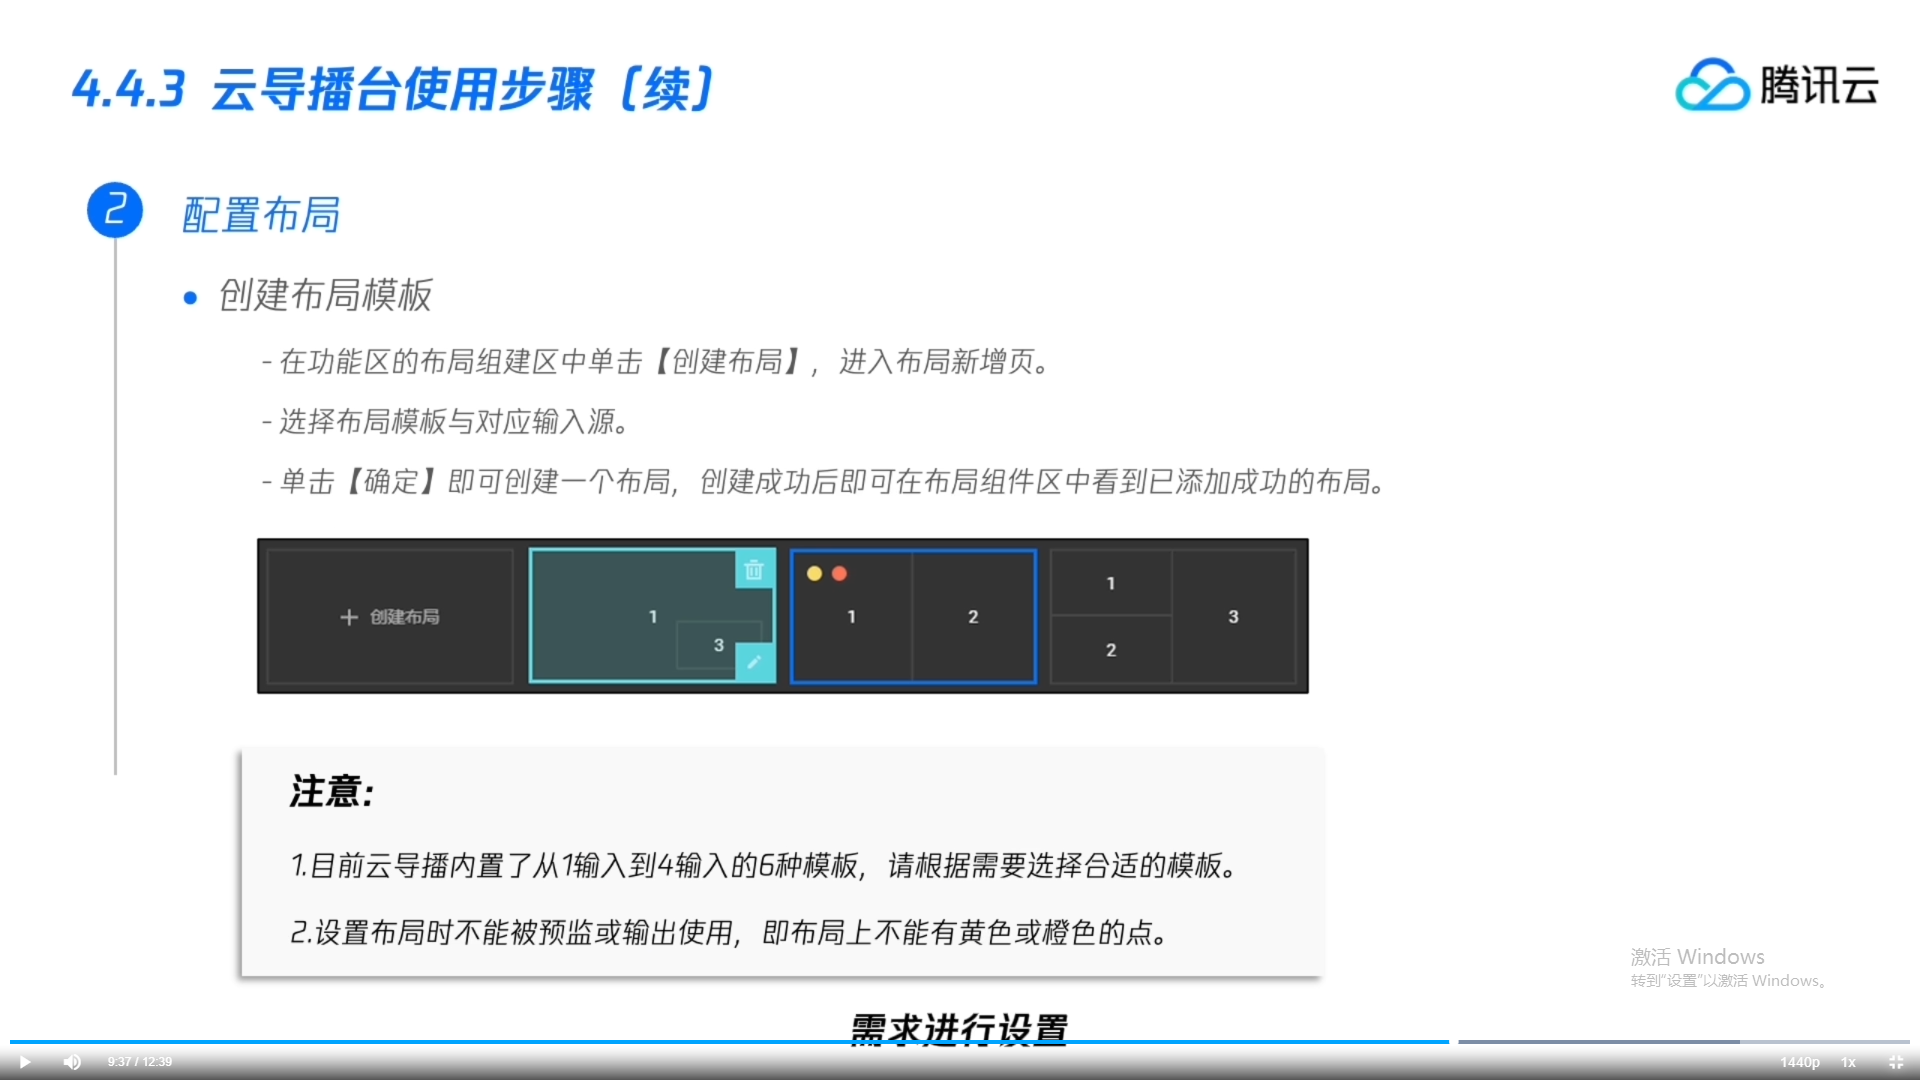 4.4.3 云导播台使用步骤（续）
腾讯云
2
配置布局
创建布局模板
- 在功能区的布局组建区中单击【创建布局】，进入布局新增页。
- 选择布局模板与对应输入源。
- 单击【确定】即可创建一个布局，创建成功后即可在布局组件区中看到已添加成功的布局。
+ 创建布局
1
3
1
2
1
2
3
注意:
1.目前云导播内置了从1输入到4输入的6种模板，请根据需要选择合适的模板。
2.设置布局时不能被预监或输出使用，即布局上不能有黄色或橙色的点。
激活 Windows
转到"设置"以激活 Windows。
需求进行设置
9:37 / 12:39
1440p
1x